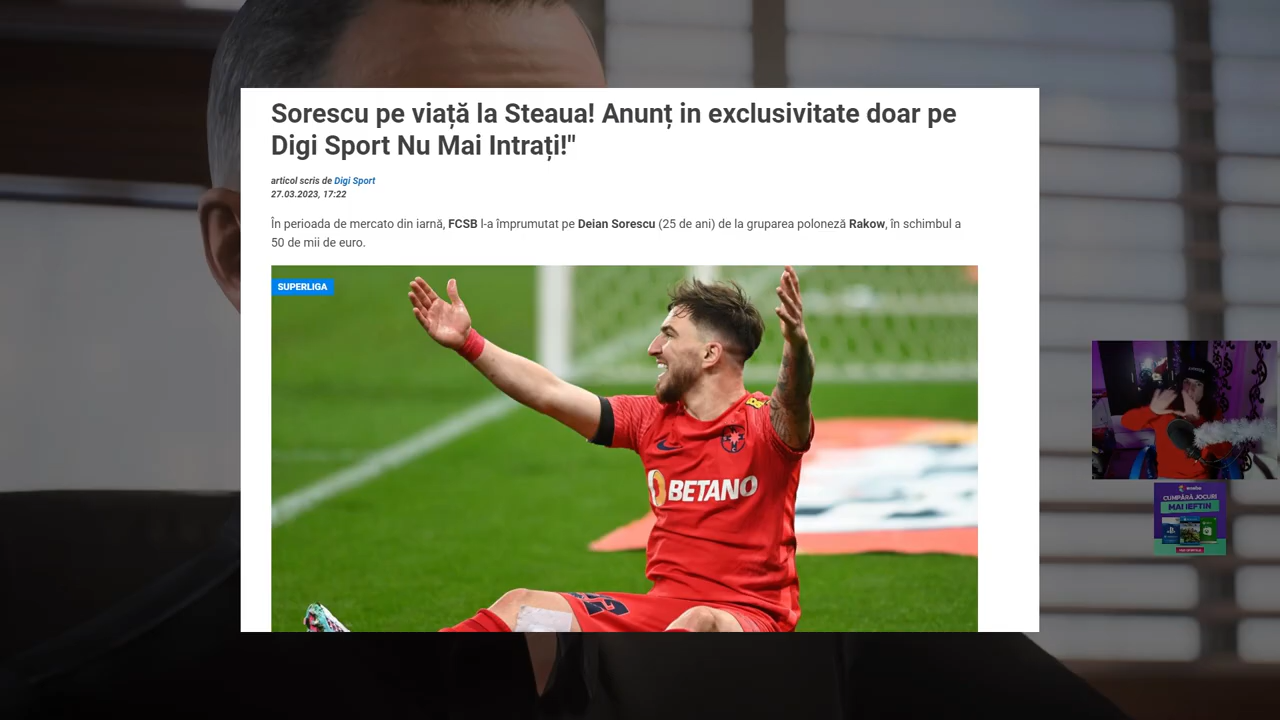 Sorescu pe viață la Steaua! Anunț in exclusivitate doar pe
Digi Sport Nu Mai Intrați!"
articol scris de Digi Sport
27.03.2023, 17:22
În perioada de mercato din iarnă, FCSB l-a împrumutat pe Deian Sorescu (25 de ani) de la gruparea poloneză Rakow, în schimbul a
50 de mii de euro.
SUPERLIGA
BETANO
eneba
CUMPĂRĂ JOCURI
MAI IEFTIN